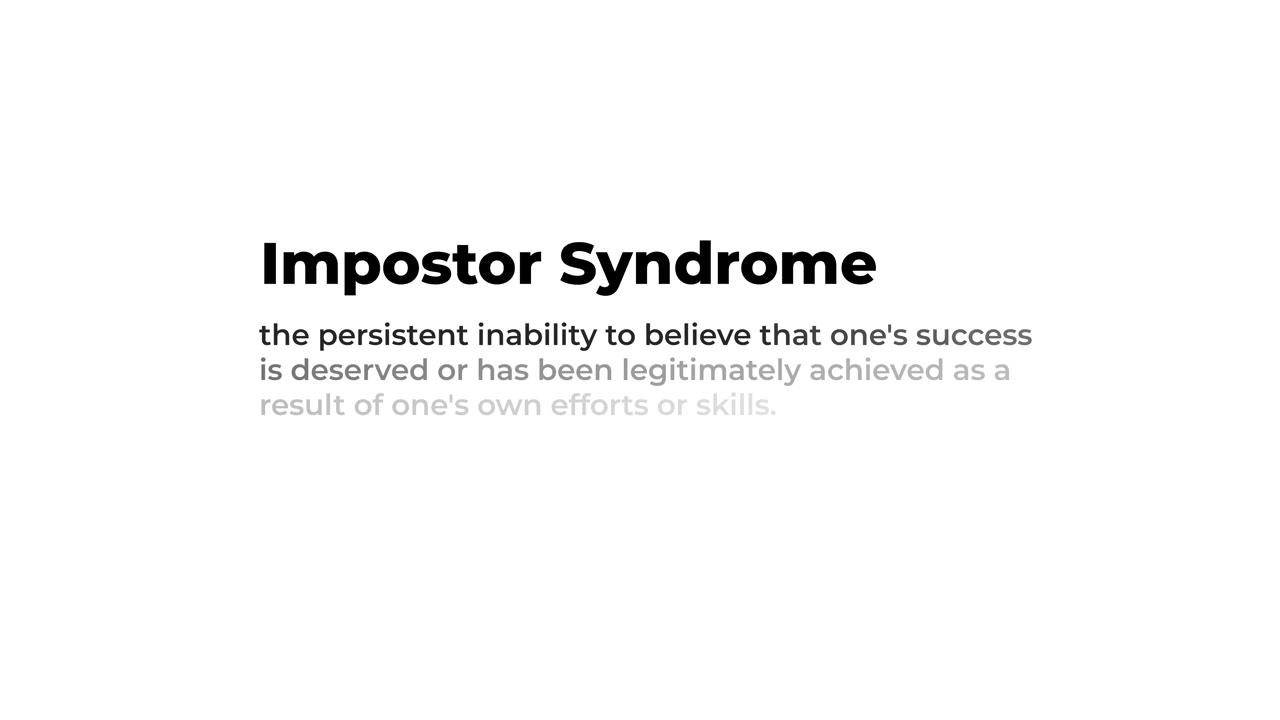 Impostor Syndrome
the persistent inability to believe that one's success
is deserved or has been legitimately achieved as a
result of one's own efforts or skills.